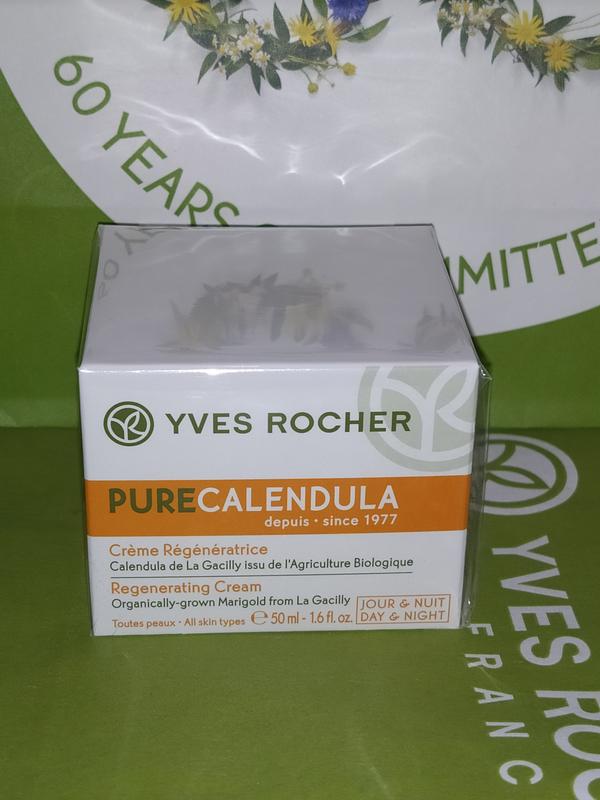 60 YEARS
MITTE
YVES ROCHER
PURECALENDULA
depuis · since 1977
Crème Régénératrice
Calendula de La Gacilly issu de l'Agriculture Biologique
Regenerating Cream
Organically-grown Marigold from La Gacilly
Toutes peaux · All skin types ℮ 50 ml - 1.6 fl. oz.
JOUR & NUIT
DAY & NIGHT
YVES ROC
FRANC